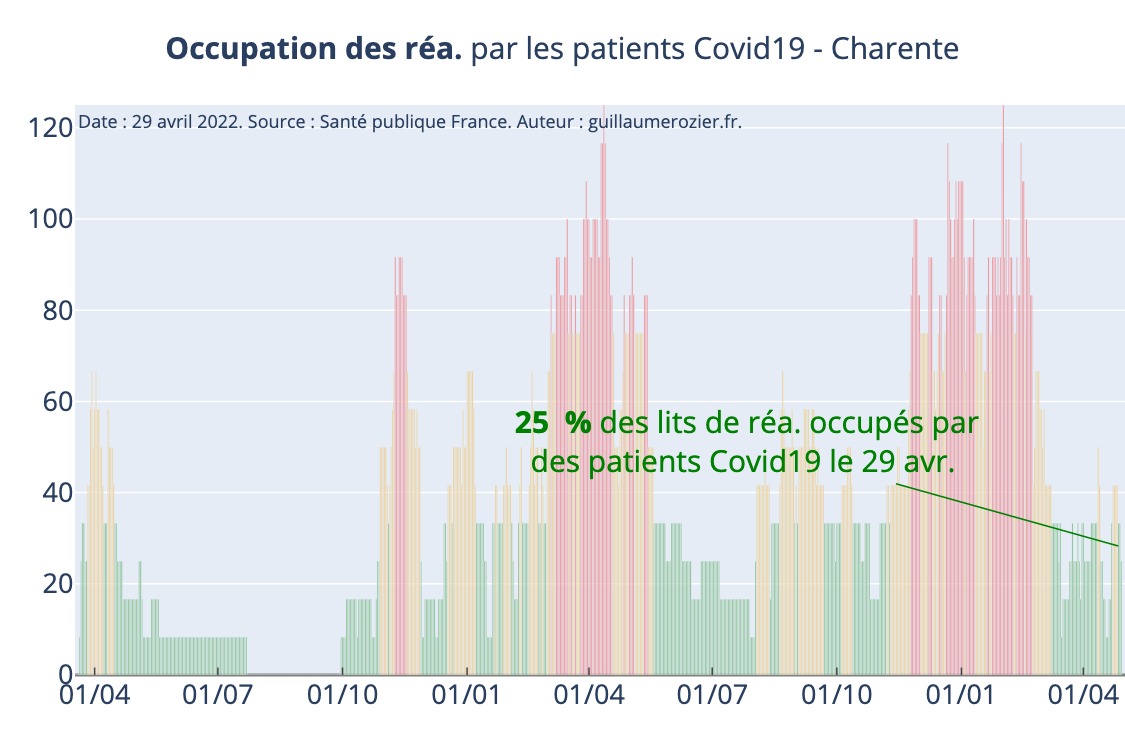 Occupation des réa. par les patients Covid19 - Charente
Date : 29 avril 2022. Source : Santé publique France. Auteur : guillaumerozier.fr.
120
100
80
60
40
20
0
25 % des lits de réa. occupés par
des patients Covid19 le 29 avr.
01/04 01/07 01/10 01/01 01/04 01/07 01/10 01/01 01/04